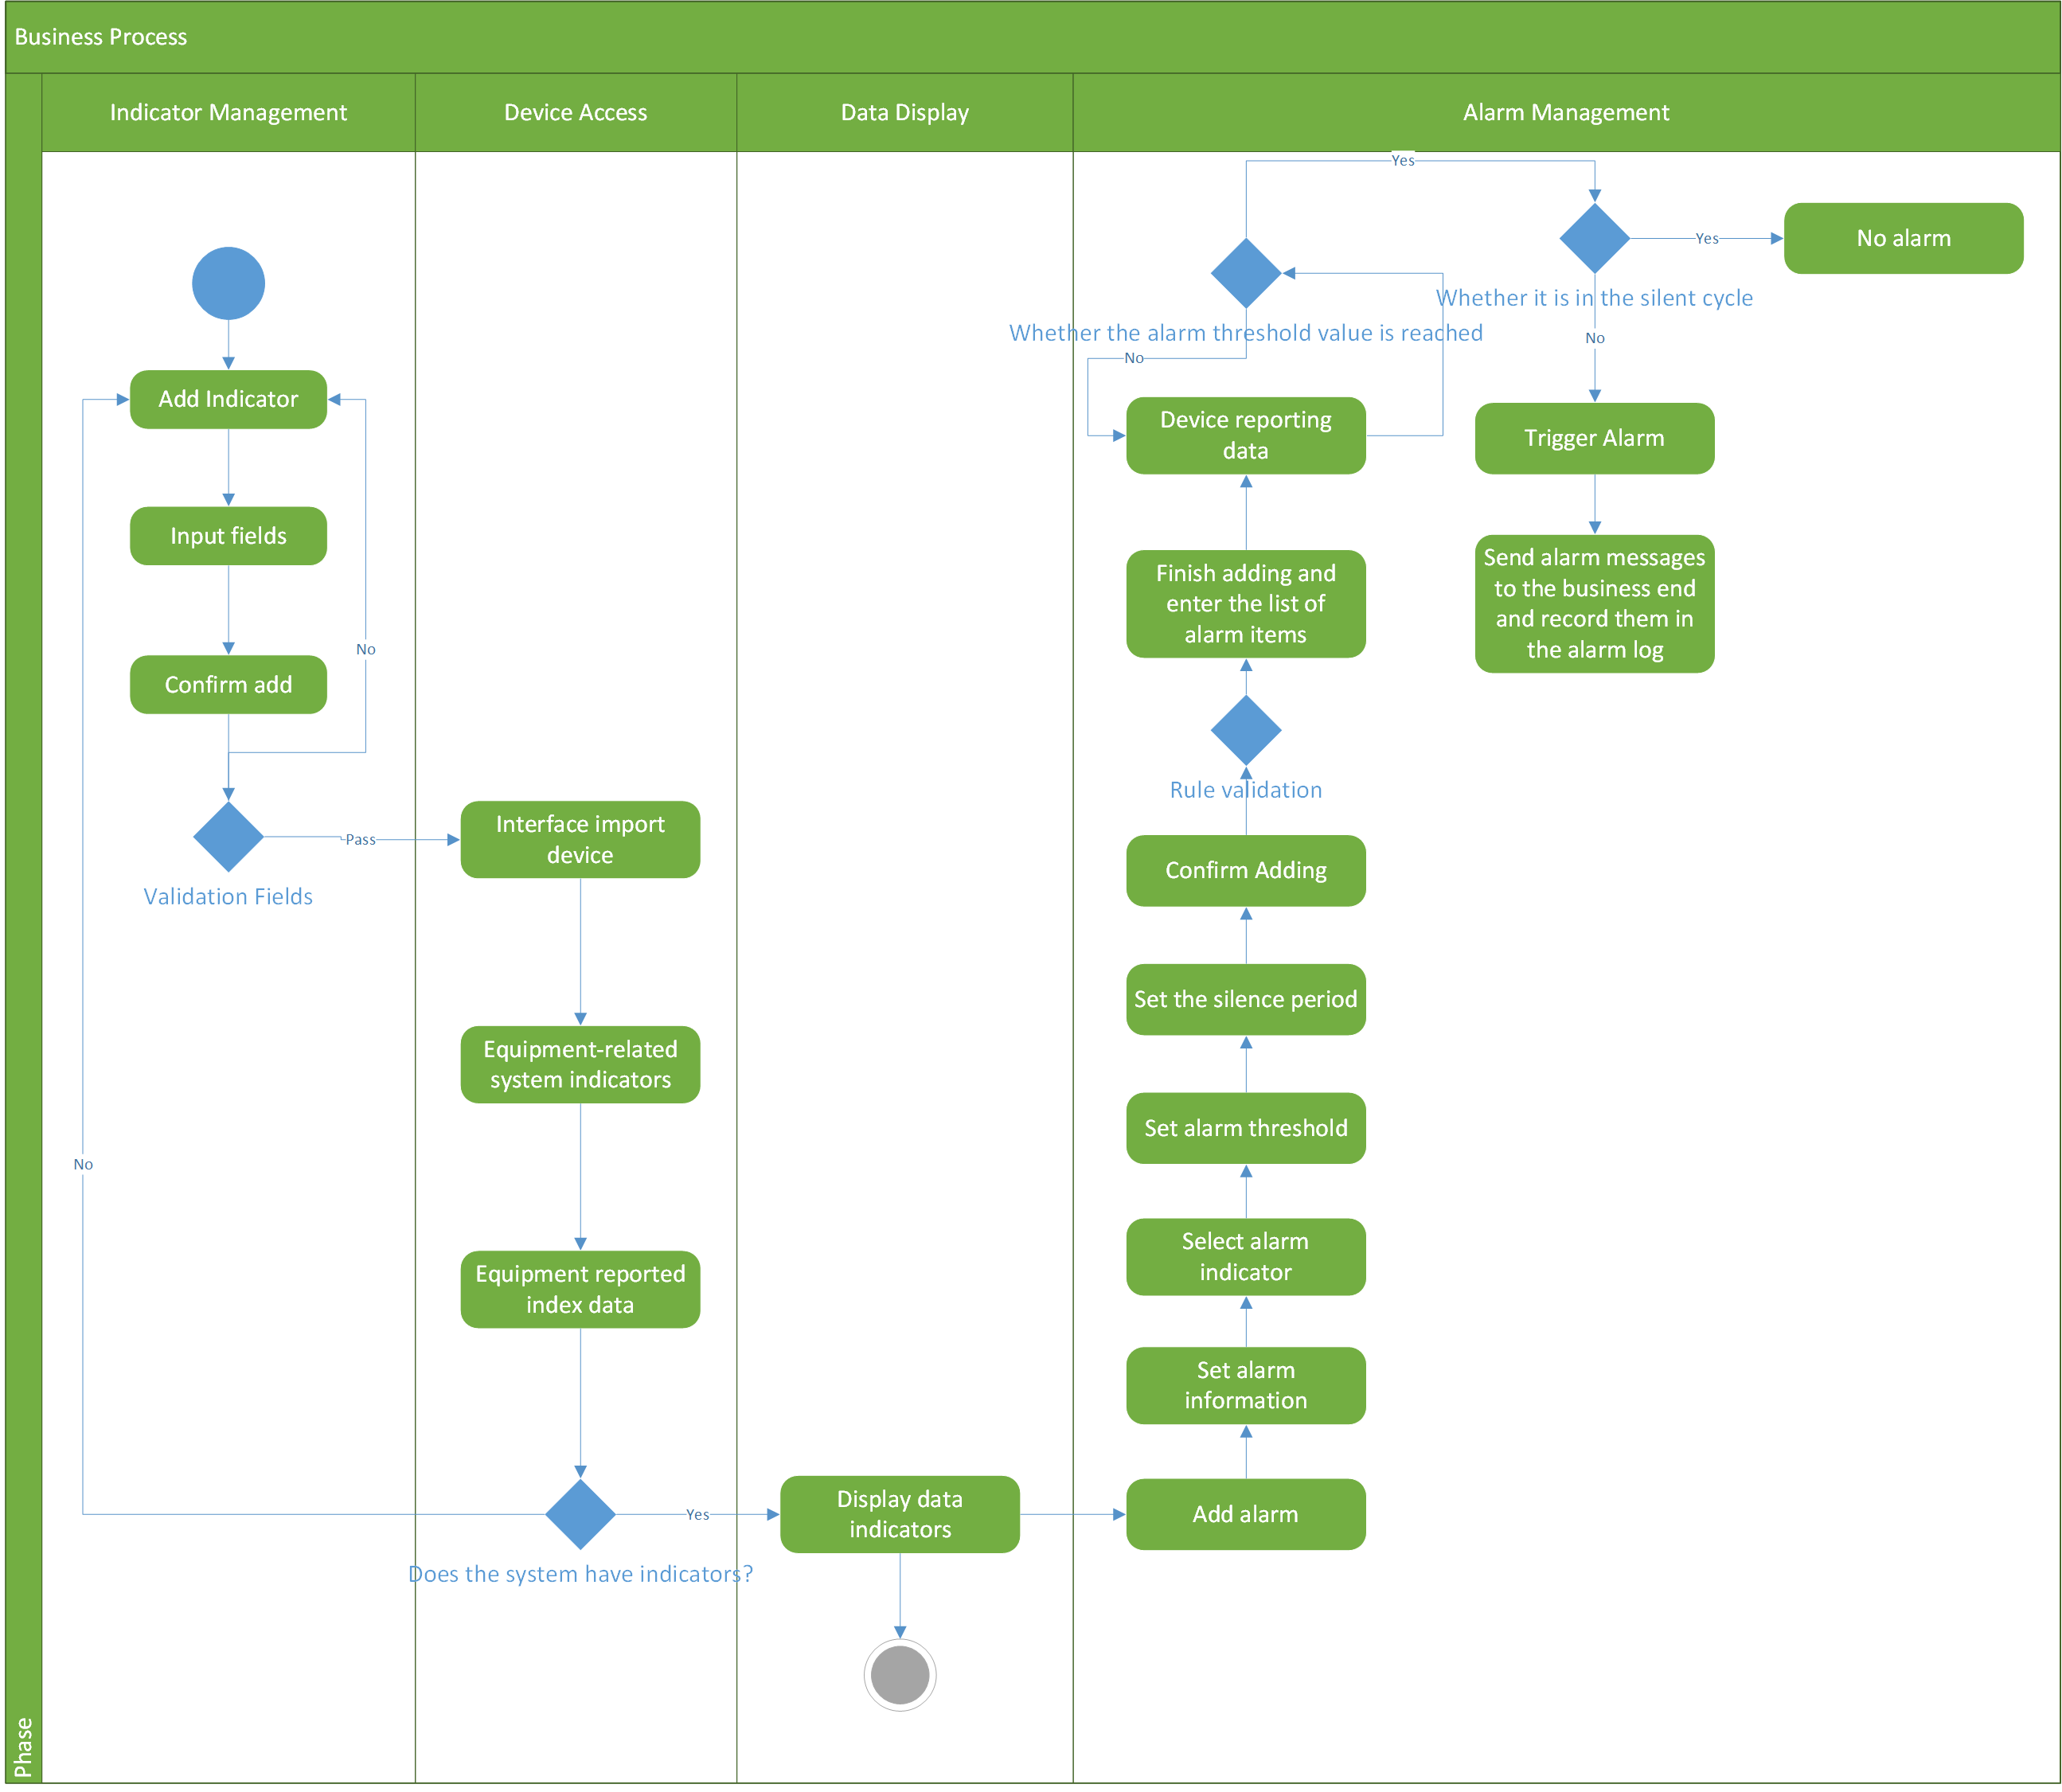 Business Process
Phase
Indicator Management
Device Access
Data Display
Alarm Management
Add Indicator
Input fields
Confirm add
No
Validation Fields
Pass
No
Interface import
device
Equipment-related
system indicators
Equipment reported
index data
Does the system have indicators?
Yes
Display data
indicators
Add alarm
Set alarm
information
Select alarm
indicator
Set alarm threshold
Set the silence period
Confirm Adding
Rule validation
Finish adding and
enter the list of
alarm items
Device reporting
data
No
Whether the alarm threshold value is reached
Yes
Whether it is in the silent cycle
Yes
No alarm
No
Trigger Alarm
Send alarm messages
to the business end
and record them in
the alarm log